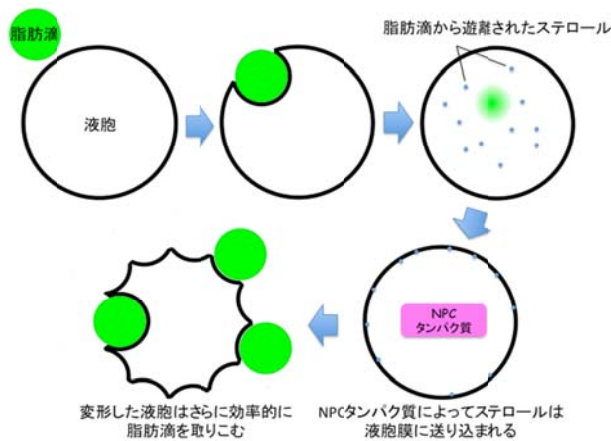 脂肪滴
液胞
脂肪滴から遊離されたステロール
NPC
タンパク質
変形した液胞はさらに効率的に
脂肪滴を取りこむ
NPCタンパク質によってステロールは
液胞膜に送り込まれる